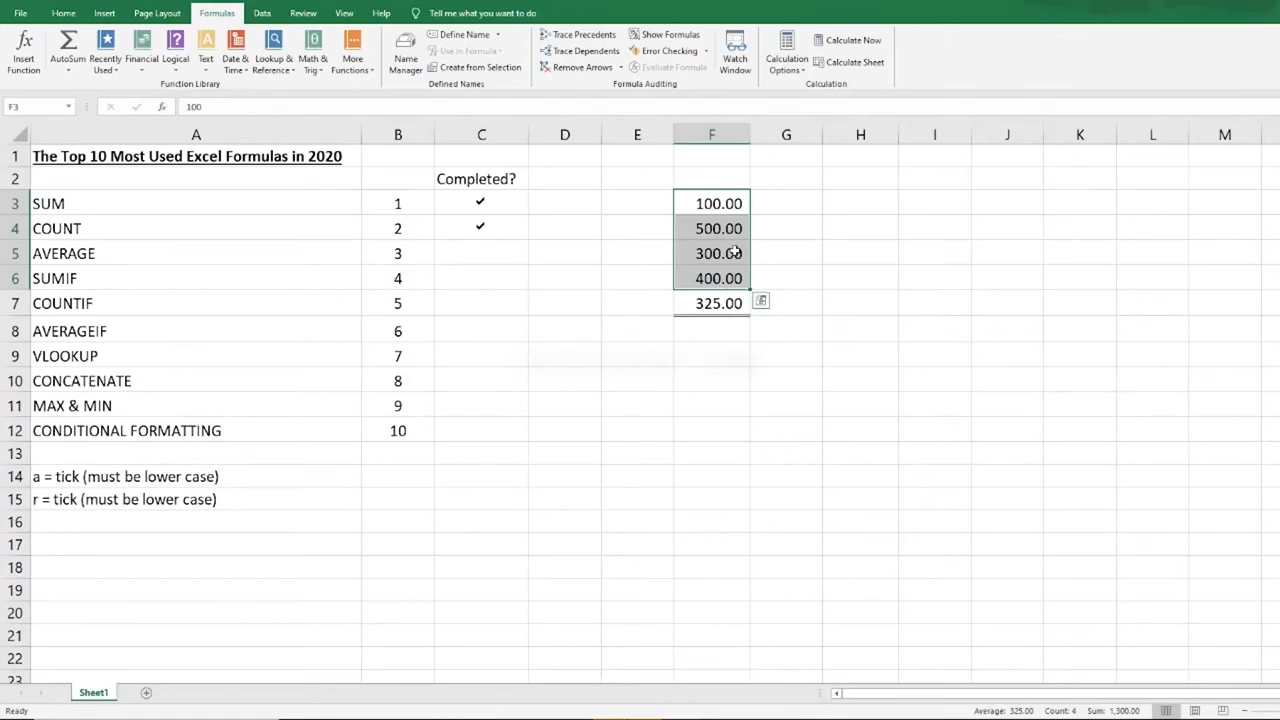 File Home Insert Page Layout Formulas Data Review View Help Tell me what you want to do
Insert Function
AutoSum
Recently Used
Financial
Logical
Text
Date & Time
Lookup & Reference
Math & Trig
More Functions
Function Library
Name Manager
Define Name
Use in Formula
Create from Selection
Defined Names
Trace Precedents
Trace Dependents
Remove Arrows
Show Formulas
Error Checking
Evaluate Formula
Formula Auditing
Watch Window
Calculation Options
Calculate Now
Calculate Sheet
Calculation
F3 fx 100
A B C D E F G H I J K L M
1 The Top 10 Most Used Excel Formulas in 2020
2 Completed?
3 SUM 1 ✓ 100.00
4 COUNT 2 ✓ 500.00
5 AVERAGE 3 300.00
6 SUMIF 4 400.00
7 COUNTIF 5 325.00
8 AVERAGEIF 6
9 VLOOKUP 7
10 CONCATENATE 8
11 MAX & MIN 9
12 CONDITIONAL FORMATTING 10
13
14 a = tick (must be lower case)
15 r = tick (must be lower case)
16
17
18
19
20
21
22
23
Sheet1
Ready Average: 325.00 Count: 4 Sum: 1,300.00